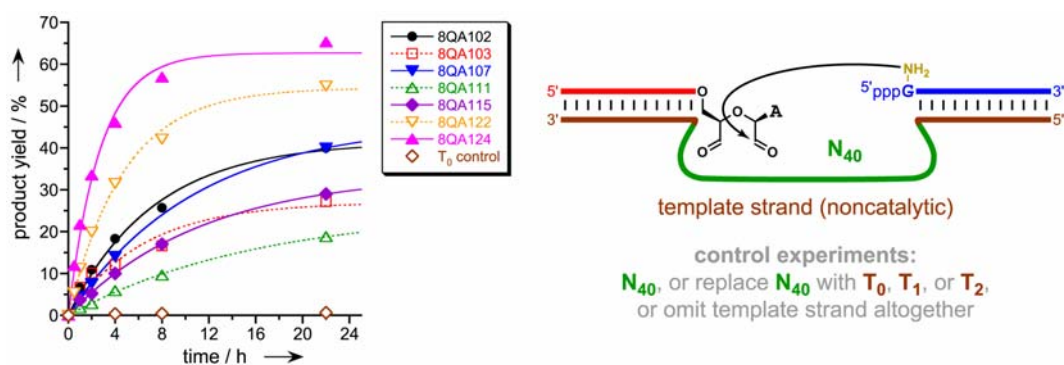 product yield / %
70
60
50
40
30
20
10
0
0
4
8
12
16
20
24
time / h
8QA102
8QA103
8QA107
8QA111
8QA115
8QA122
8QA124
T₀ control
5'
3'
O
O
A
O
O
NH₂
5'pppG
3'
5'
N₄₀
template strand (noncatalytic)
control experiments:
N₄₀, or replace N₄₀ with T₀, T₁, or T₂,
or omit template strand altogether